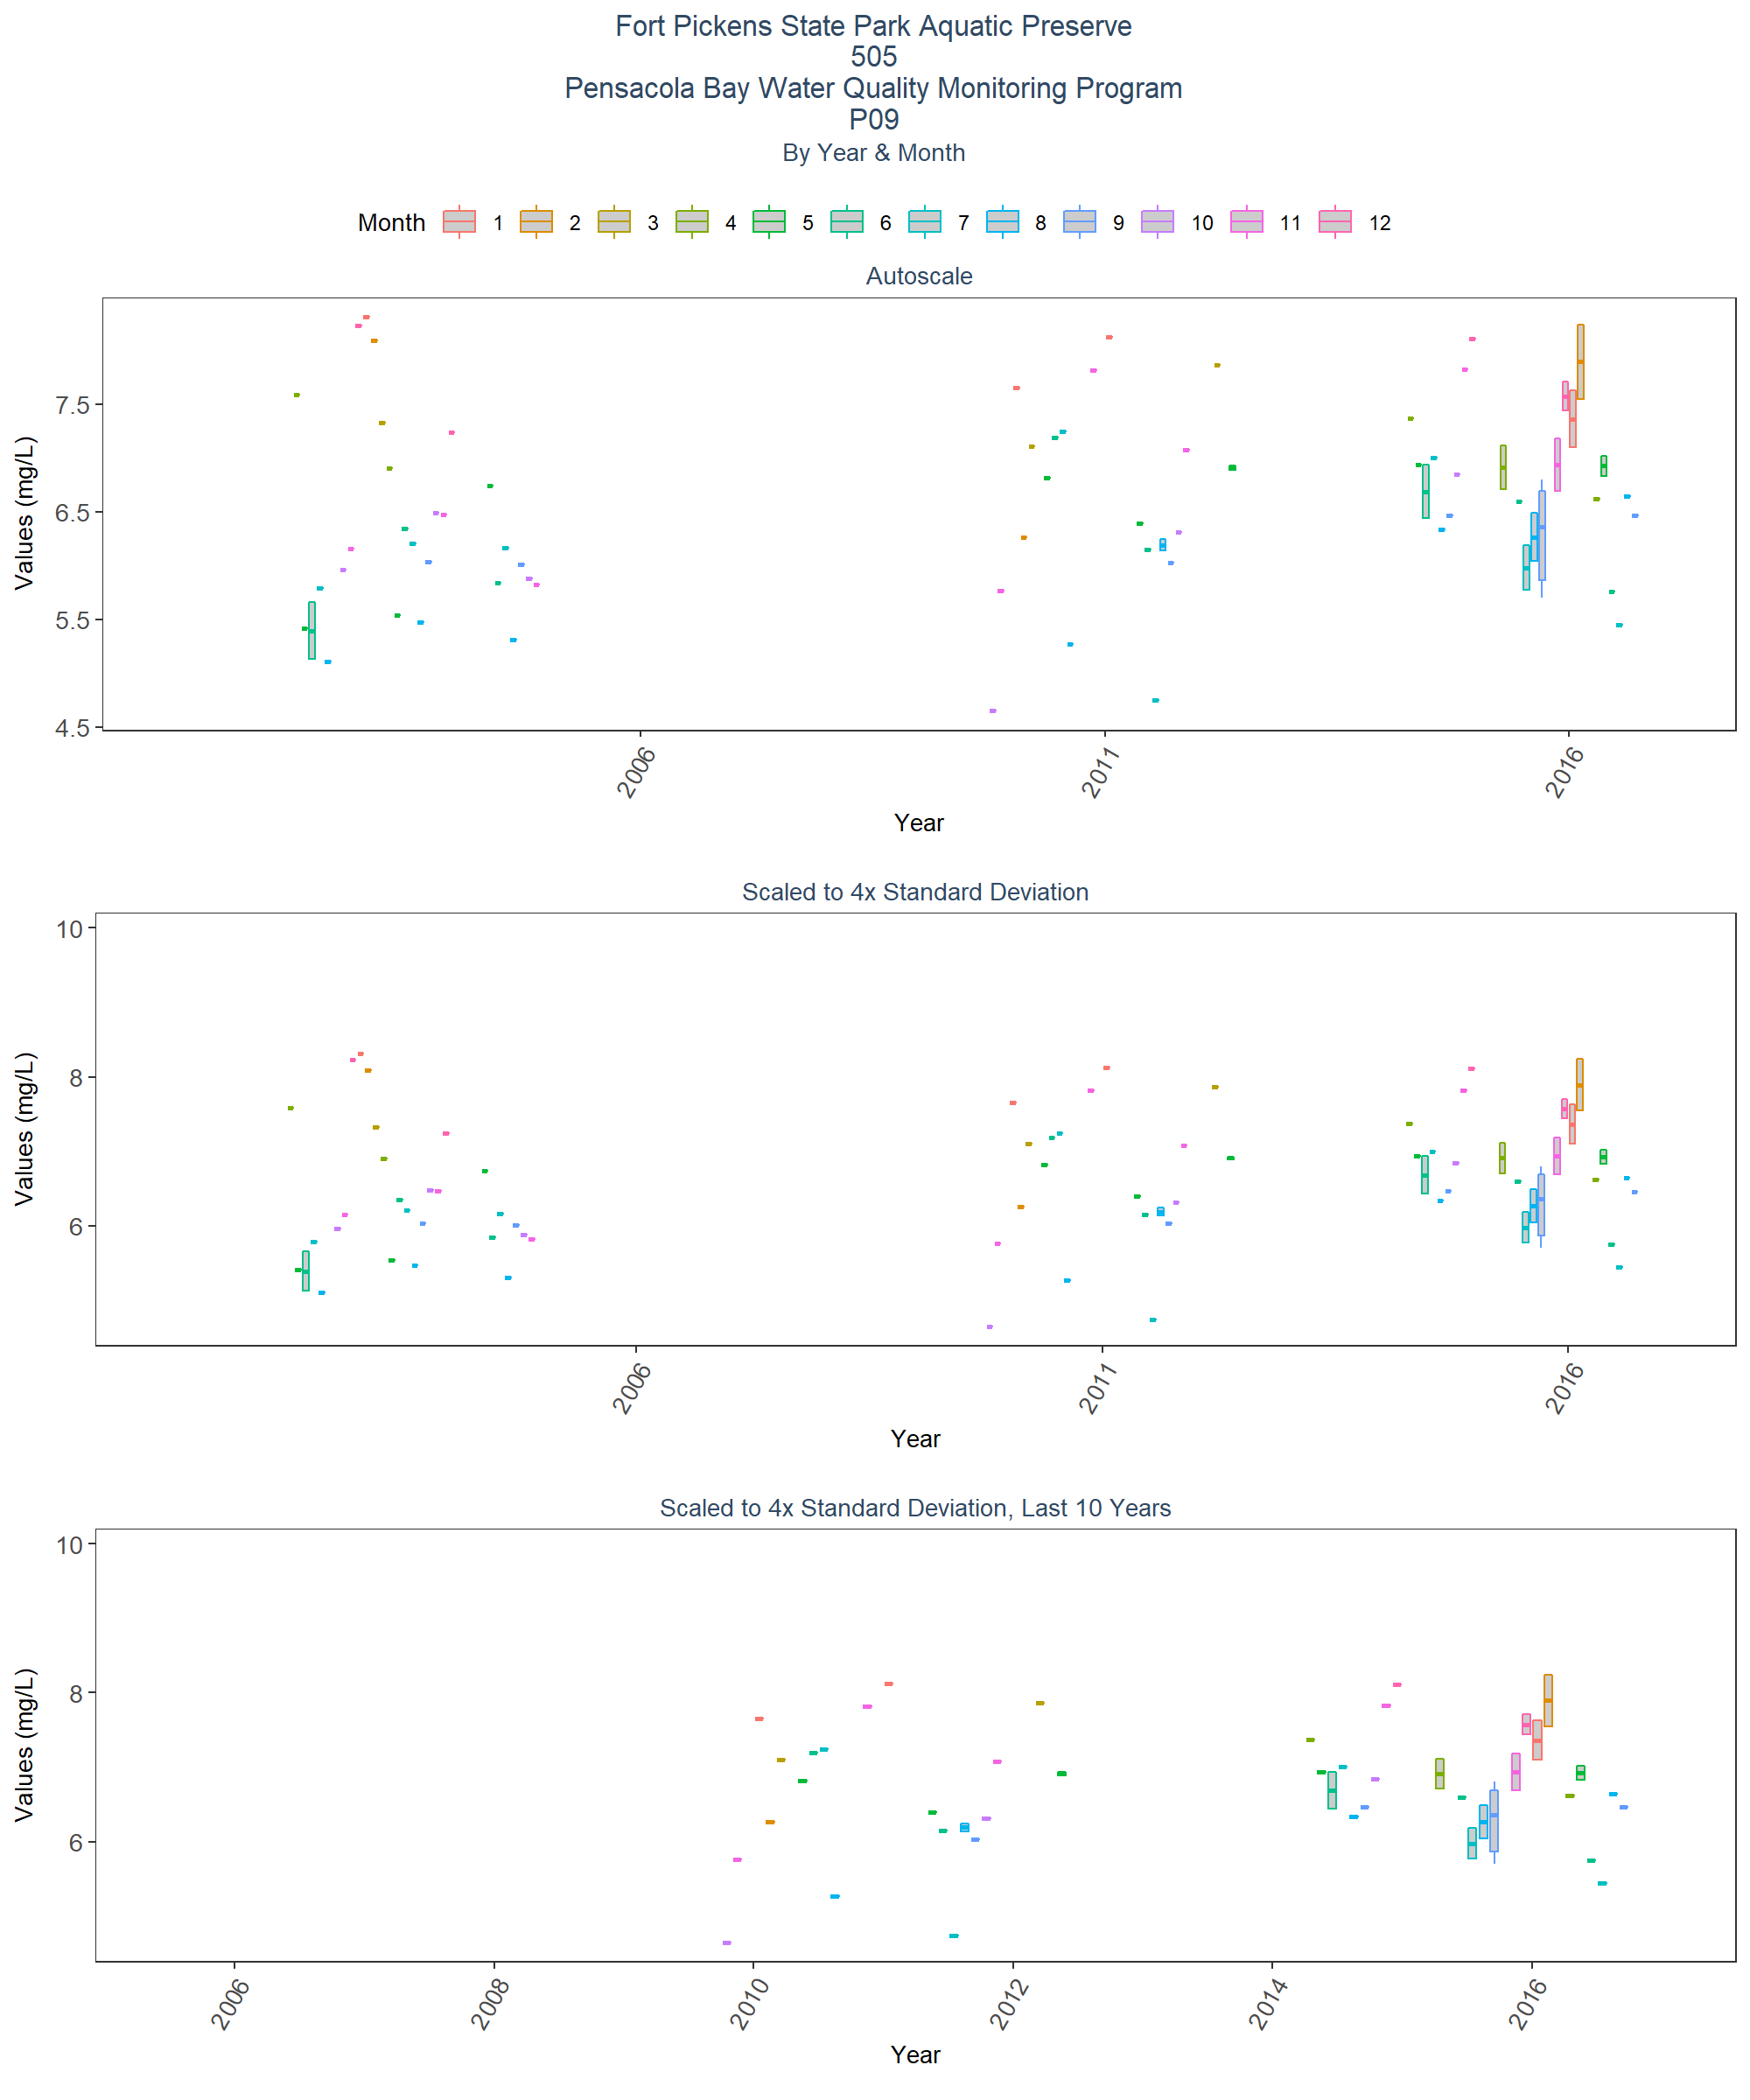 Fort Pickens State Park Aquatic Preserve
505
Pensacola Bay Water Quality Monitoring Program
P09
By Year & Month
Month 1 2 3 4 5 6 7 8 9 10 11 12
Autoscale
Values (mg/L)
7.5
6.5
5.5
4.5
2006 2011 2016
Year
Scaled to 4x Standard Deviation
Values (mg/L)
10
8
6
2006 2011 2016
Year
Scaled to 4x Standard Deviation, Last 10 Years
Values (mg/L)
10
8
6
2006 2008 2010 2012 2014 2016
Year